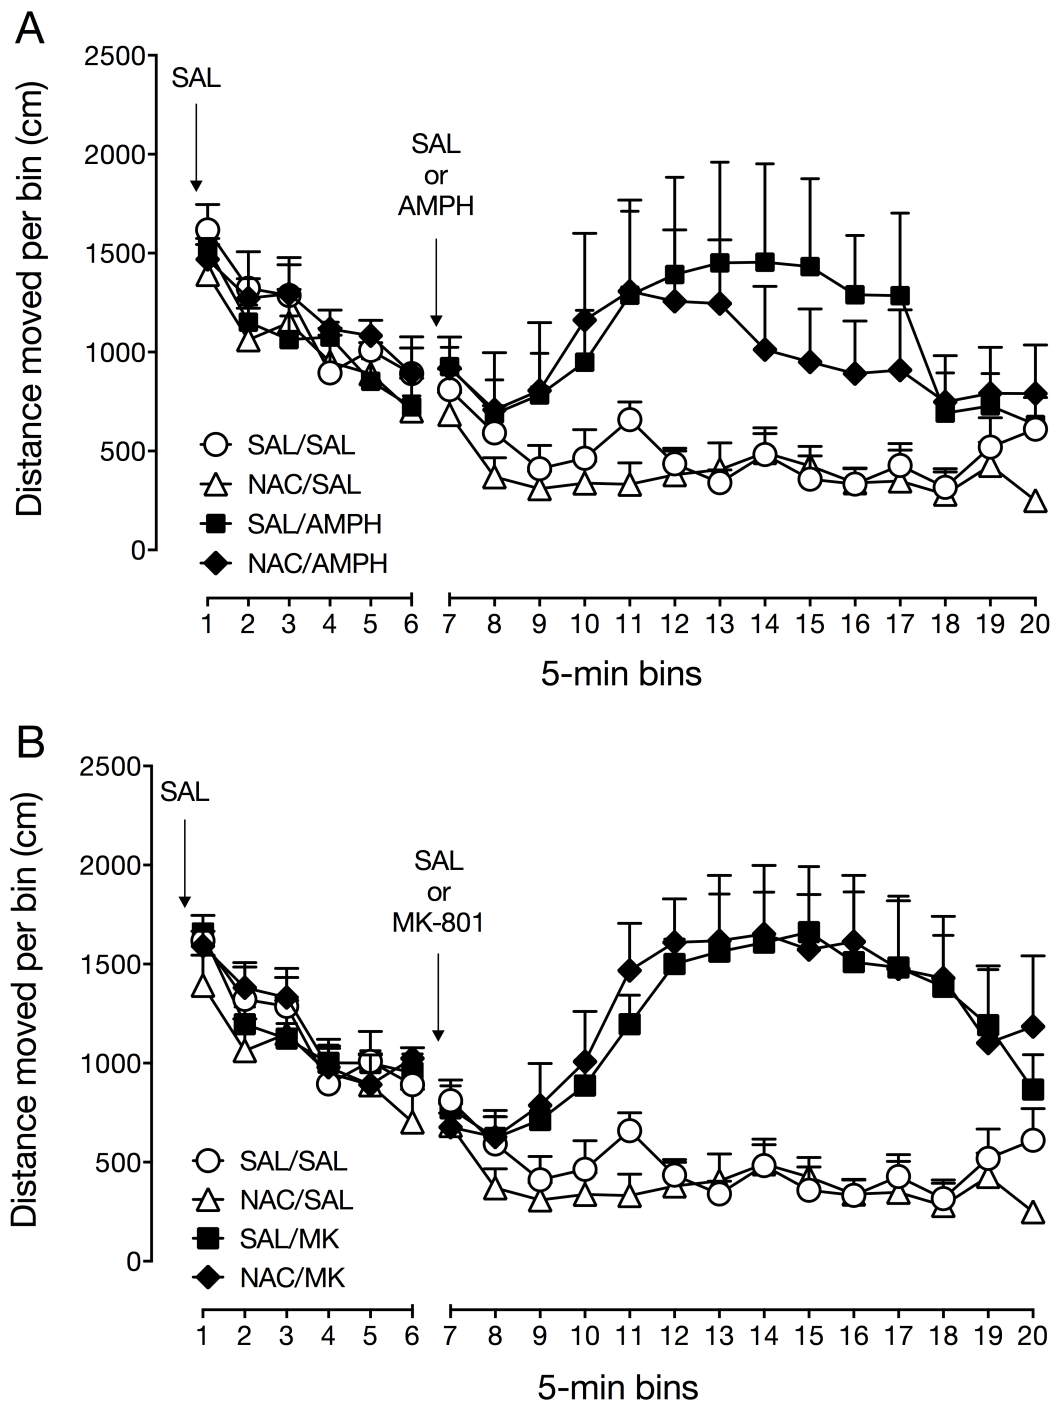 A
Distance moved per bin (cm)
2500
2000
1500
1000
500
0
SAL
SAL
or
AMPH
SAL/SAL
NAC/SAL
SAL/AMPH
NAC/AMPH
1 2 3 4 5 6 7 8 9 10 11 12 13 14 15 16 17 18 19 20
5-min bins
B
Distance moved per bin (cm)
2500
2000
1500
1000
500
0
SAL
SAL
or
MK-801
SAL/SAL
NAC/SAL
SAL/MK
NAC/MK
1 2 3 4 5 6 7 8 9 10 11 12 13 14 15 16 17 18 19 20
5-min bins